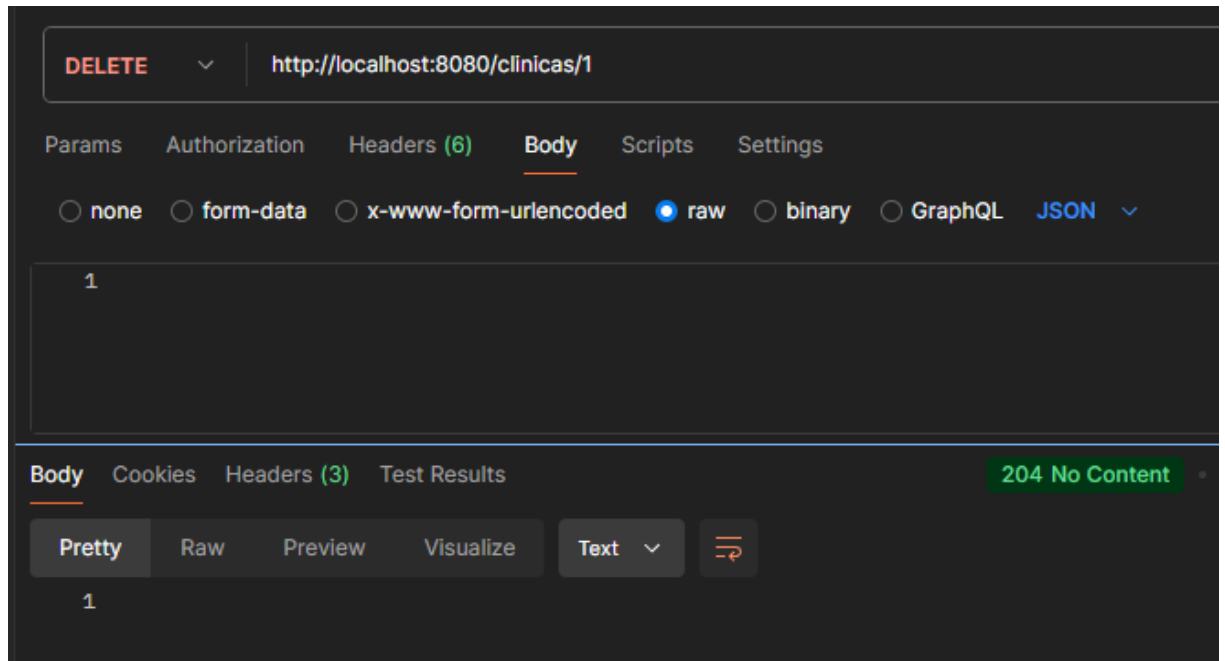 DELETE http://localhost:8080/clinicas/1
Params Authorization Headers (6) Body Scripts Settings
none form-data x-www-form-urlencoded raw binary GraphQL JSON
1
Body Cookies Headers (3) Test Results 204 No Content
Pretty Raw Preview Visualize Text
1